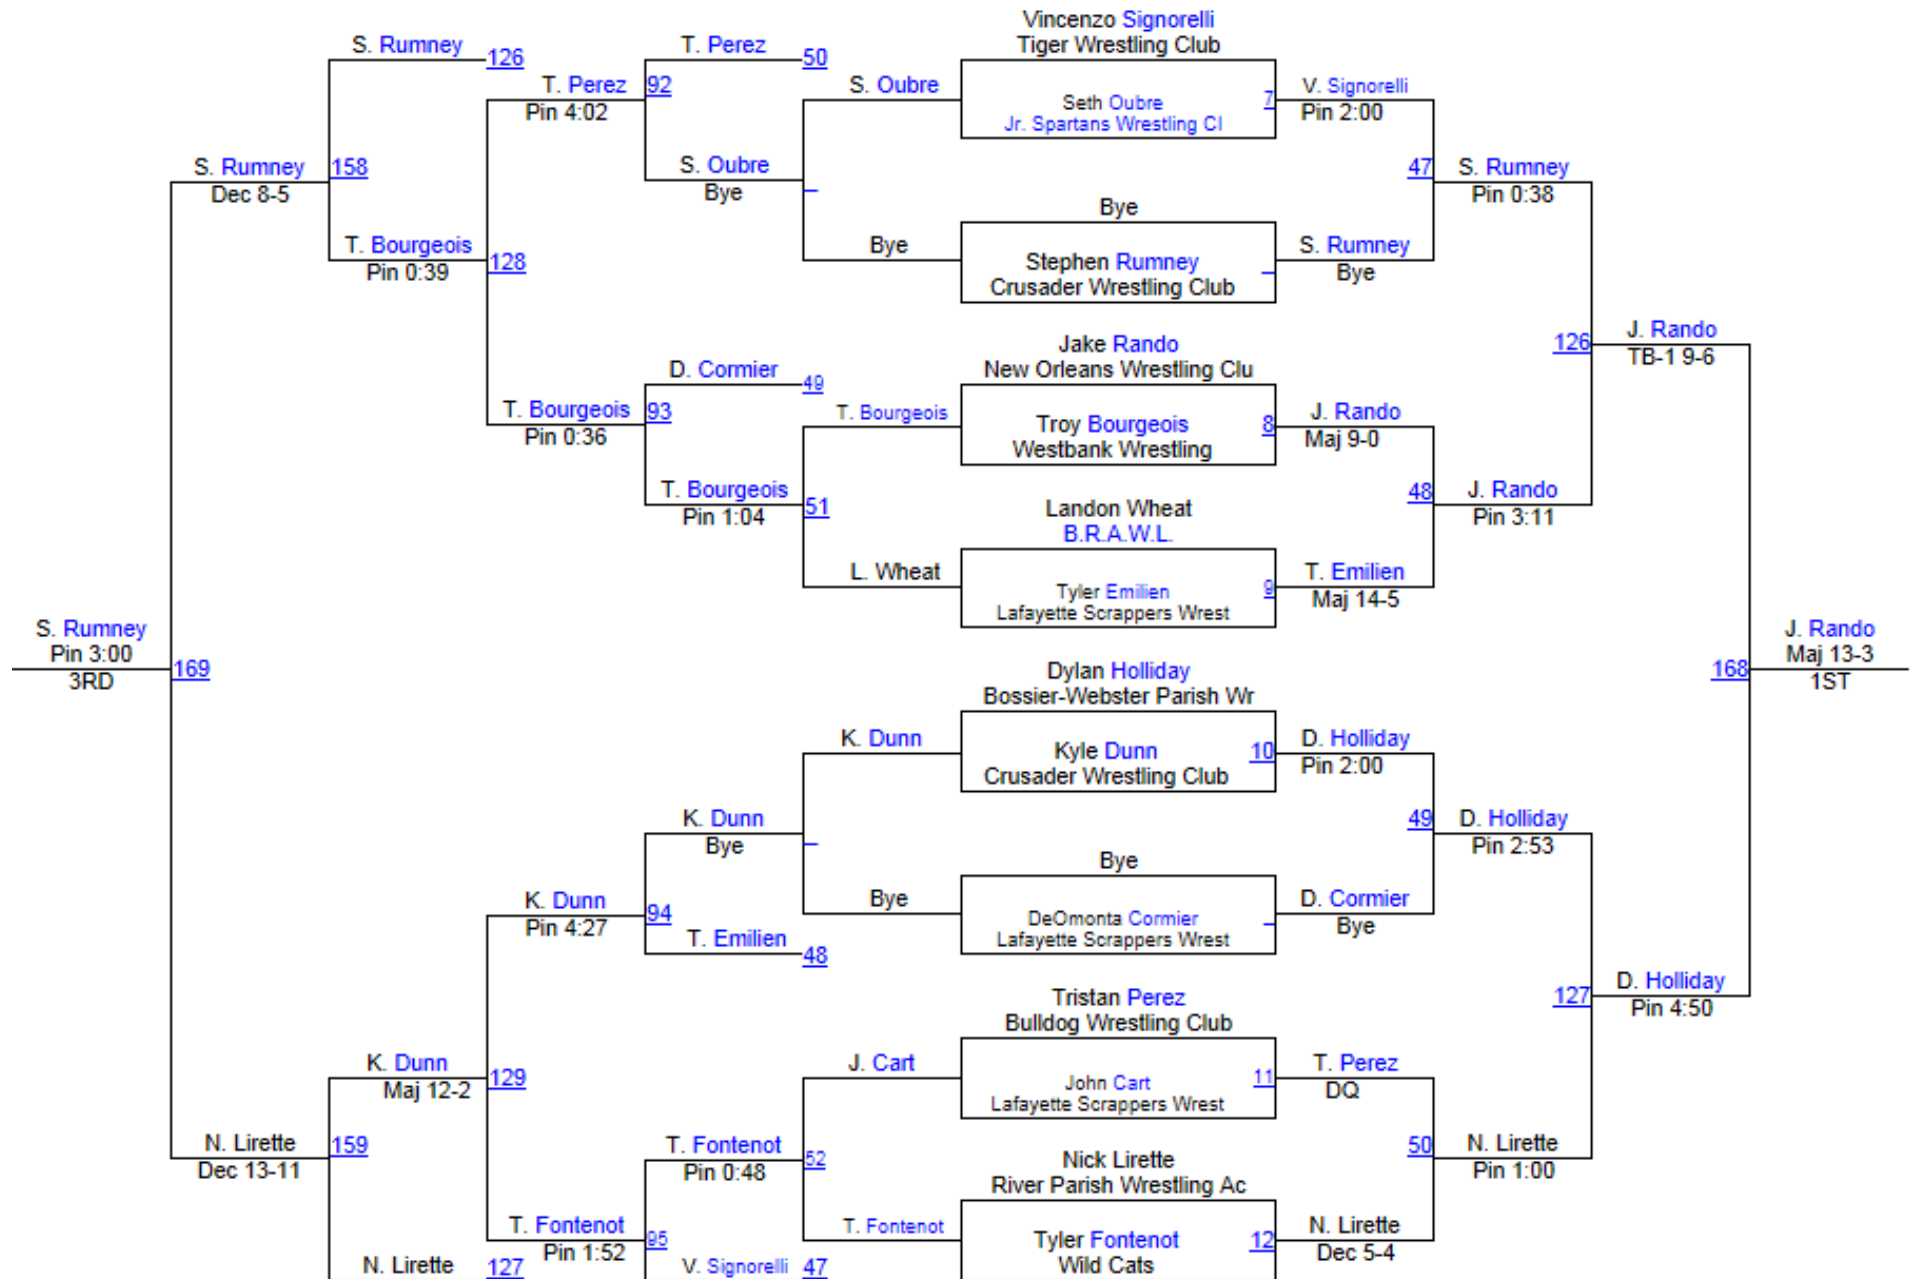 Vincenzo Signorelli
S. Rumney
T. Perez
Tiger Wrestling Club
126
50
T. Perez
92
S. Oubre
V. Signorelli
Pin 4:02
Seth Oubre
7
Pin 2:00
Jr. Spartans Wrestling Cl
S. Rumney
158
S. Oubre
47
S. Rumney
Dec 8-5
Bye
Pin 0:38
Bye
T. Bourgeois
Bye
S. Rumney
Pin 0:39
128
Stephen Rumney
Bye
Crusader Wrestling Club
Jake Rando
126
J. Rando
D. Cormier
New Orleans Wrestling Clu
TB-1 9-6
49
T. Bourgeois
93
T. Bourgeois
Troy Bourgeois
8
J. Rando
Pin 0:36
Westbank Wrestling
Maj 9-0
T. Bourgeois
51
Landon Wheat
48
J. Rando
Pin 1:04
B.R.A.W.L.
Pin 3:11
L. Wheat
Tyler Emilien
9
T. Emilien
Lafayette Scrappers Wrest
Maj 14-5
S. Rumney
J. Rando
Pin 3:00
Maj 13-3
3RD
169
Dylan Holliday
168
1ST
Bossier-Webster Parish Wr
K. Dunn
Kyle Dunn
10
D. Holliday
Crusader Wrestling Club
Pin 2:00
K. Dunn
49
D. Holliday
Bye
Pin 2:53
Bye
K. Dunn
94
Bye
DeOmonta Cormier
D. Cormier
Pin 4:27
Lafayette Scrappers Wrest
Bye
T. Emilien
48
Tristan Perez
127
D. Holliday
Bulldog Wrestling Club
Pin 4:50
K. Dunn
129
J. Cart
John Cart
11
T. Perez
Maj 12-2
Lafayette Scrappers Wrest
DQ
N. Lirette
159
T. Fontenot
52
Nick Lirette
50
N. Lirette
Dec 13-11
Pin 0:48
River Parish Wrestling Ac
Pin 1:00
T. Fontenot
95
T. Fontenot
Tyler Fontenot
12
N. Lirette
Pin 1:52
Wild Cats
Dec 5-4
N. Lirette
127
V. Signorelli
47